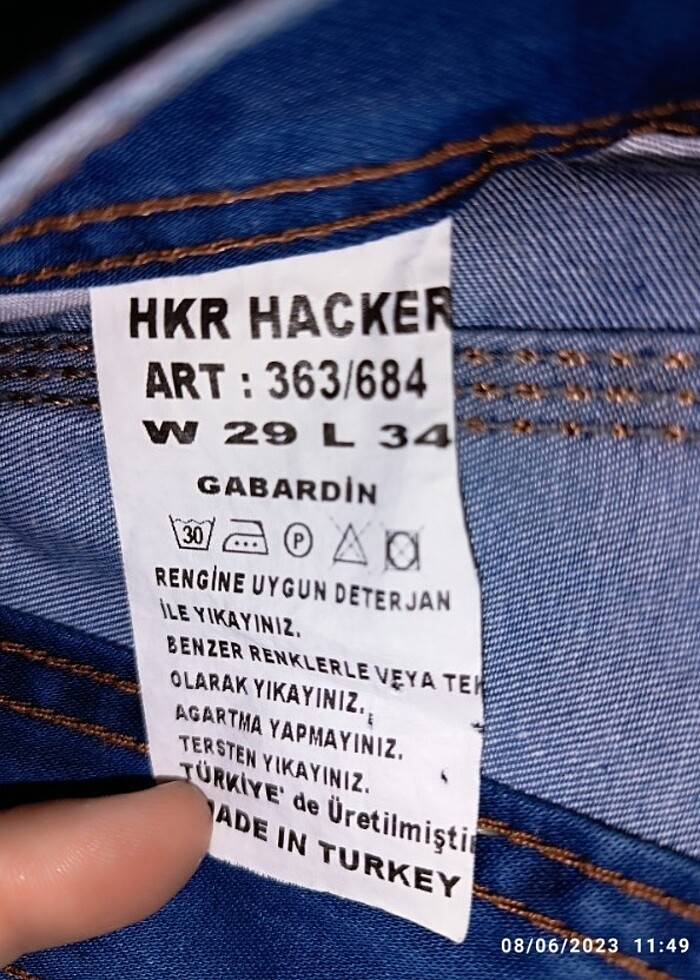 HKR HACKER
ART : 363/684
W 29 L 34
GABARDİN
30 P
RENGİNE UYGUN DETERJAN
İLE YIKAYINIZ.
BENZER RENKLERLE VEYA TEK
OLARAK YIKAYINIZ.
AGARTMA YAPMAYINIZ.
TERSTEN YIKAYINIZ.
TÜRKİYE' de Üretilmiştir
MADE IN TURKEY
08/06/2023 11:49